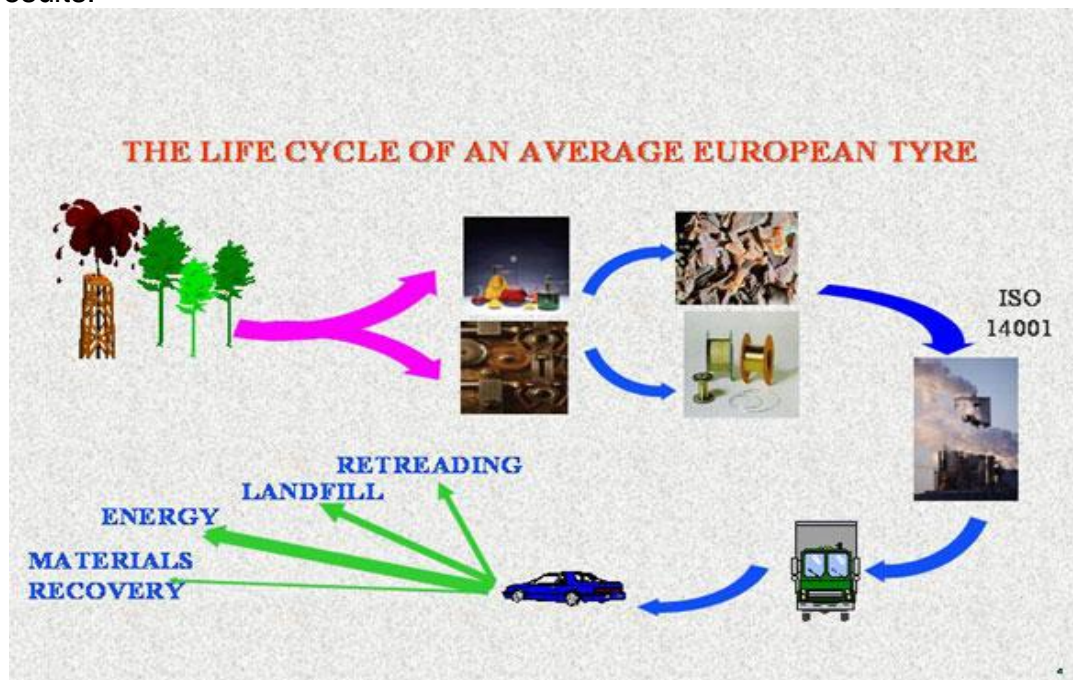 THE LIFE CYCLE OF AN AVERAGE EUROPEAN TYRE
ISO
14001
RETREADING
LANDFILL
ENERGY
MATERIALS
RECOVERY